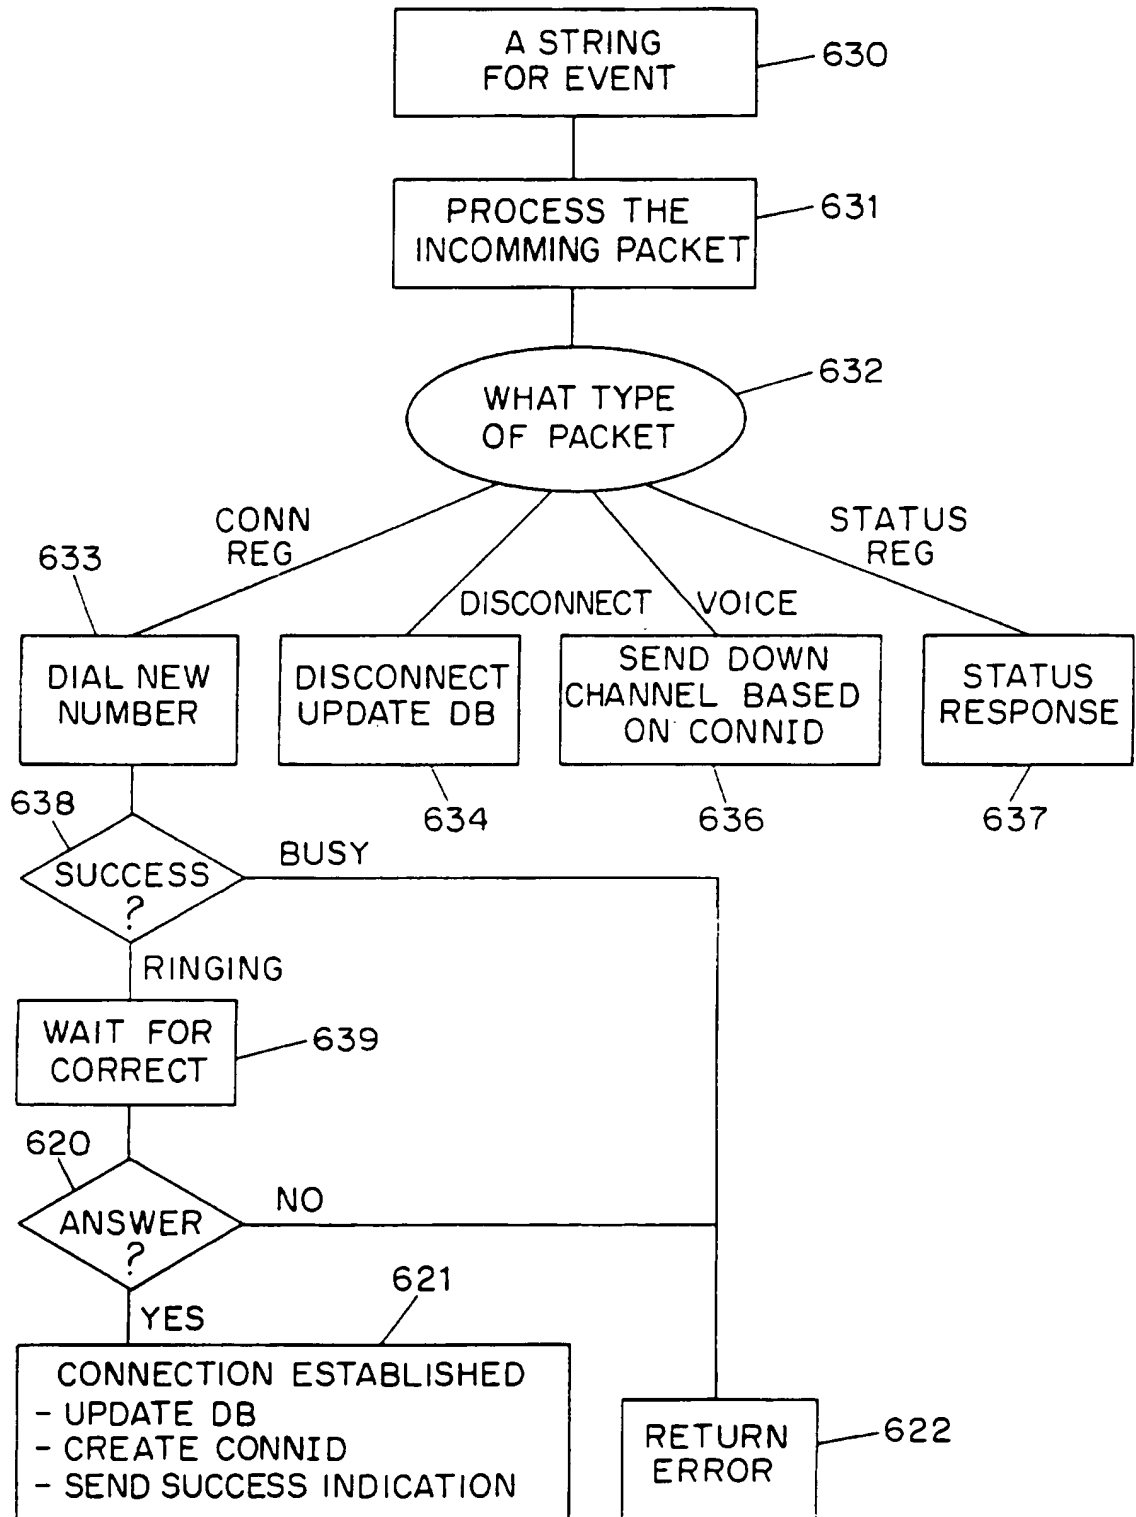 A STRING
FOR EVENT
630
PROCESS THE
INCOMMING PACKET
631
WHAT TYPE
OF PACKET
632
CONN
REG
STATUS
REG
633
DISCONNECT
VOICE
DIAL NEW
NUMBER
DISCONNECT
UPDATE DB
SEND DOWN
CHANNEL BASED
ON CONNID
STATUS
RESPONSE
634
636
637
638
SUCCESS
?
BUSY
RINGING
WAIT FOR
CORRECT
639
620
ANSWER
?
NO
YES
621
CONNECTION ESTABLISHED
- UPDATE DB
- CREATE CONNID
- SEND SUCCESS INDICATION
RETURN
ERROR
622